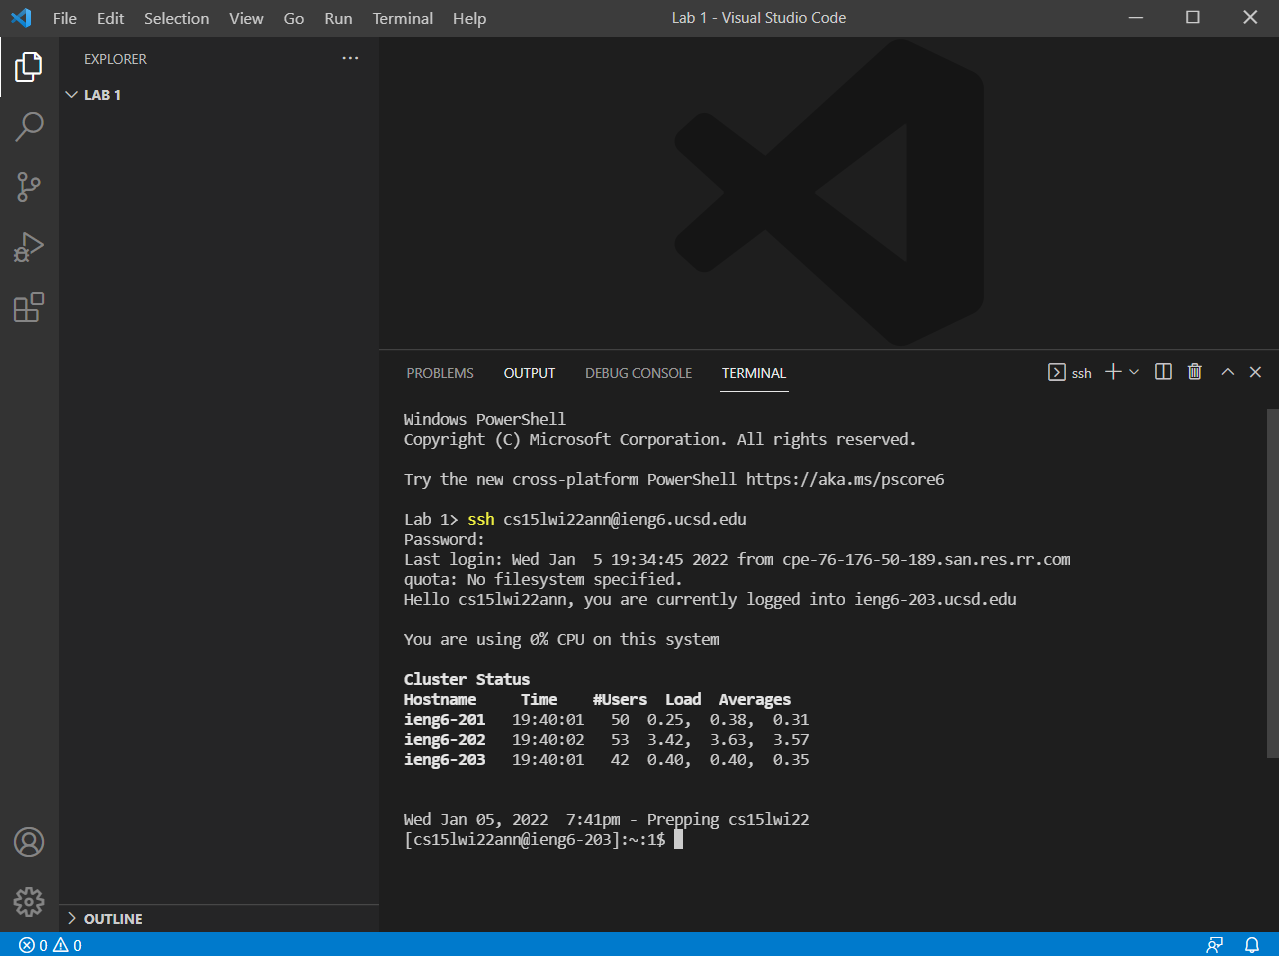 File Edit Selection View Go Run Terminal Help Lab 1 - Visual Studio Code
EXPLORER
LAB 1
PROBLEMS OUTPUT DEBUG CONSOLE TERMINAL ssh
Windows PowerShell
Copyright (C) Microsoft Corporation. All rights reserved.
Try the new cross-platform PowerShell https://aka.ms/pscore6
Lab 1> ssh cs15lwi22ann@ieng6.ucsd.edu
Password:
Last login: Wed Jan  5 19:34:45 2022 from cpe-76-176-50-189.san.res.rr.com
quota: No filesystem specified.
Hello cs15lwi22ann, you are currently logged into ieng6-203.ucsd.edu
You are using 0% CPU on this system
Cluster Status
Hostname     Time    #Users  Load  Averages
ieng6-201   19:40:01   50  0.25,  0.38,  0.31
ieng6-202   19:40:02   53  3.42,  3.63,  3.57
ieng6-203   19:40:01   42  0.40,  0.40,  0.35
Wed Jan 05, 2022  7:41pm - Prepping cs15lwi22
[cs15lwi22ann@ieng6-203]:~:1$
OUTLINE
0 0